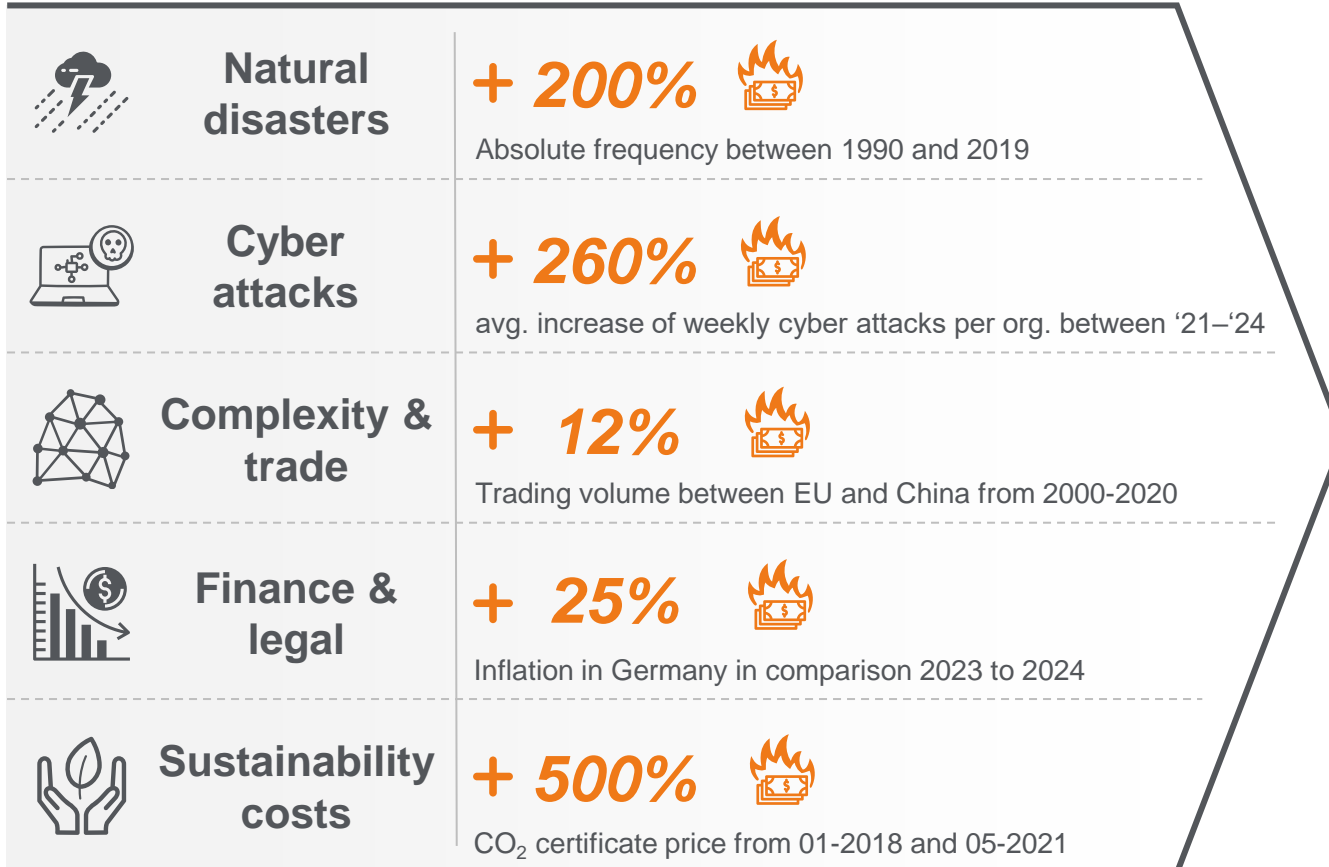 Natural
disasters
+ 200%
Absolute frequency between 1990 and 2019
Cyber
attacks
+ 260%
avg. increase of weekly cyber attacks per org. between ‘21–‘24
Complexity &
trade
+ 12%
Trading volume between EU and China from 2000-2020
Finance &
legal
+ 25%
Inflation in Germany in comparison 2023 to 2024
Sustainability
costs
+ 500%
CO₂ certificate price from 01-2018 and 05-2021